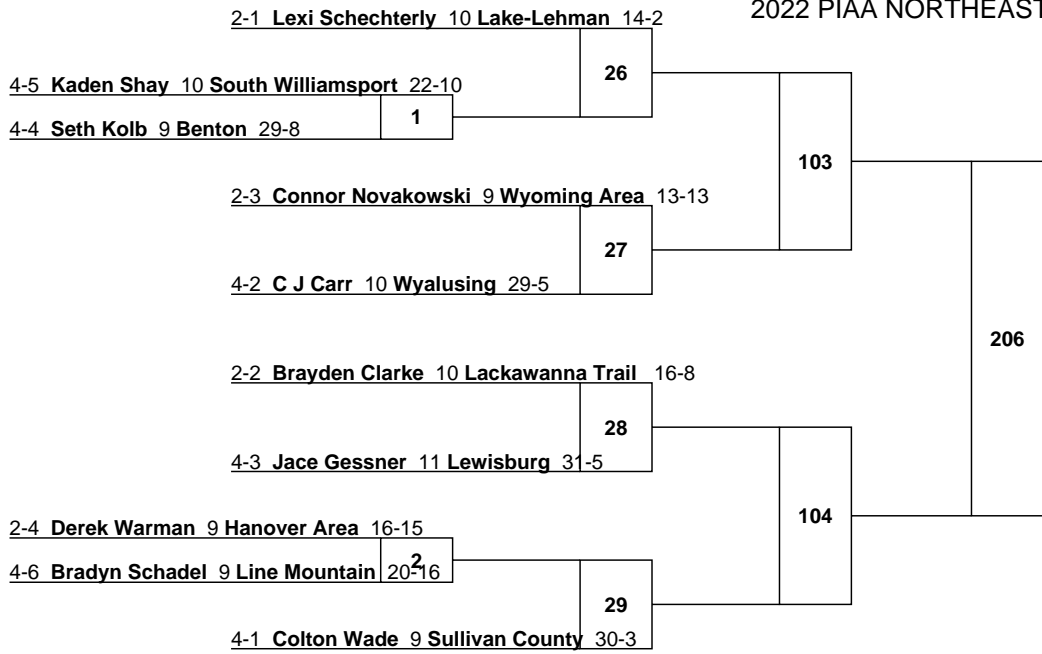 2-1 Lexi Schechterly 10 Lake-Lehman 14-2
2022 PIAA NORTHEAST
26
4-5 Kaden Shay 10 South Williamsport 22-10
1
4-4 Seth Kolb 9 Benton 29-8
103
2-3 Connor Novakowski 9 Wyoming Area 13-13
27
4-2 C J Carr 10 Wyalusing 29-5
206
2-2 Brayden Clarke 10 Lackawanna Trail 16-8
28
4-3 Jace Gessner 11 Lewisburg 31-5
104
2-4 Derek Warman 9 Hanover Area 16-15
2
4-6 Bradyn Schadel 9 Line Mountain 20-16
29
4-1 Colton Wade 9 Sullivan County 30-3